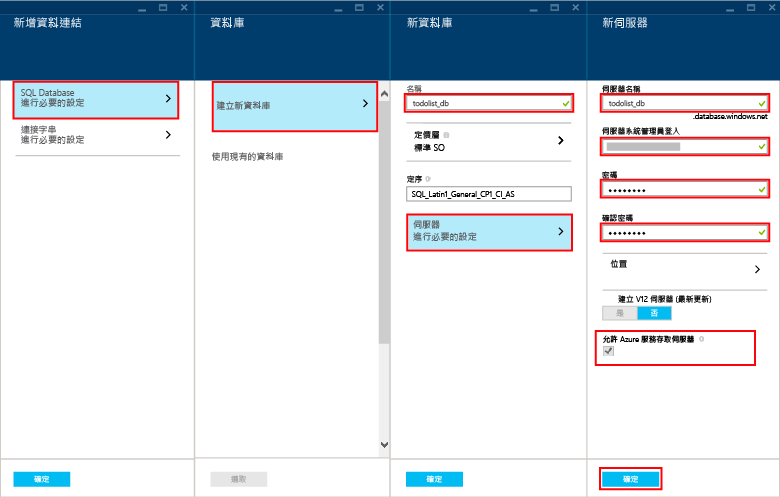 新增資料連結
SQL Database
進行必要的設定
連接字串
進行必要的設定
確定
資料庫
建立新資料庫
使用現有的資料庫
選取
新資料庫
名稱
todolist_db
定價層
標準 S0
定序
SQL_Latin1_General_CP1_CI_AS
伺服器
進行必要的設定
確定
新伺服器
伺服器名稱
todolist_db
.database.windows.net
伺服器系統管理員登入
密碼
確認密碼
位置
建立 V12 伺服器 (最新更新)
是 否
允許 Azure 服務存取伺服器
確定